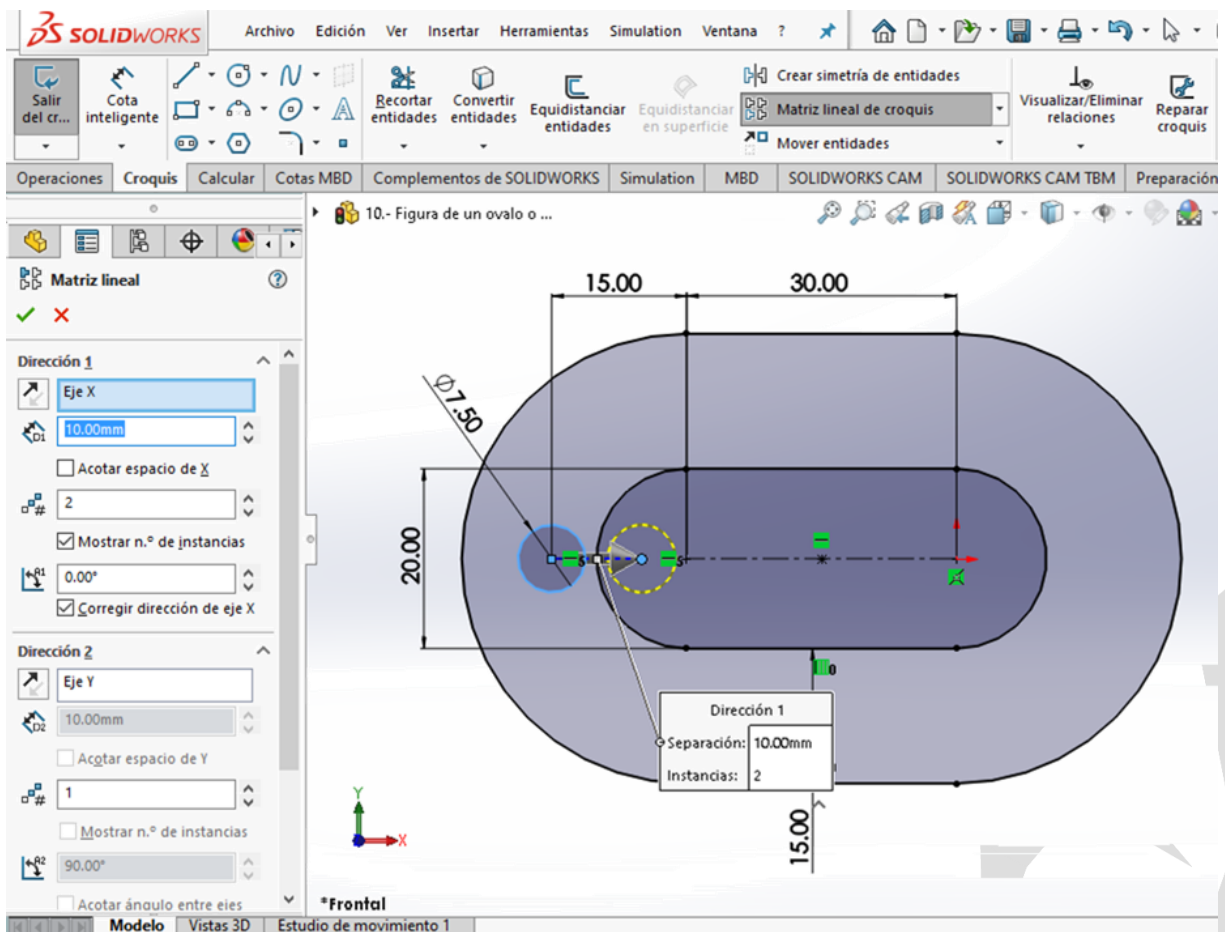 SOLIDWORKS Archivo Edición Ver Insertar Herramientas Simulation Ventana ?
Salir del cr...
Cota inteligente
Recortar entidades
Convertir entidades
Equidistanciar entidades
Equidistanciar en superficie
Crear simetría de entidades
Matriz lineal de croquis
Mover entidades
Visualizar/Eliminar relaciones
Reparar croquis
Operaciones Croquis Calcular Cotas MBD Complementos de SOLIDWORKS Simulation MBD SOLIDWORKS CAM SOLIDWORKS CAM TBM Preparación
10.- Figura de un ovalo o ...
Matriz lineal
Dirección 1
Eje X
10.00mm
Acotar espacio de X
2
Mostrar n.º de instancias
0.00°
Corregir dirección de eje X
Dirección 2
Eje Y
10.00mm
Acotar espacio de Y
1
Mostrar n.º de instancias
90.00°
Acotar ángulo entre ejes
15.00 30.00
Ø7.50
20.00
Dirección 1
Separación: 10.00mm
Instancias: 2
15.00
Y
X
*Frontal
Modelo Vistas 3D Estudio de movimiento 1